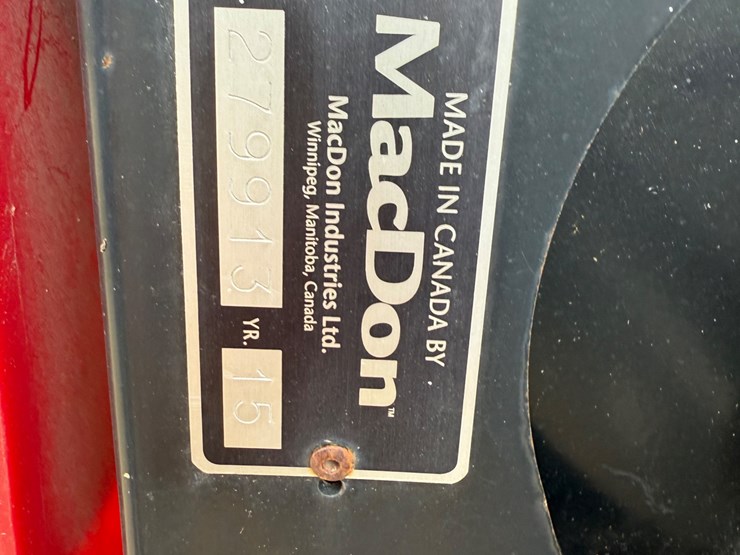 MADE IN CANADA BY
MacDon™
MacDon Industries Ltd.
Winnipeg, Manitoba, Canada
279913 YR. 15